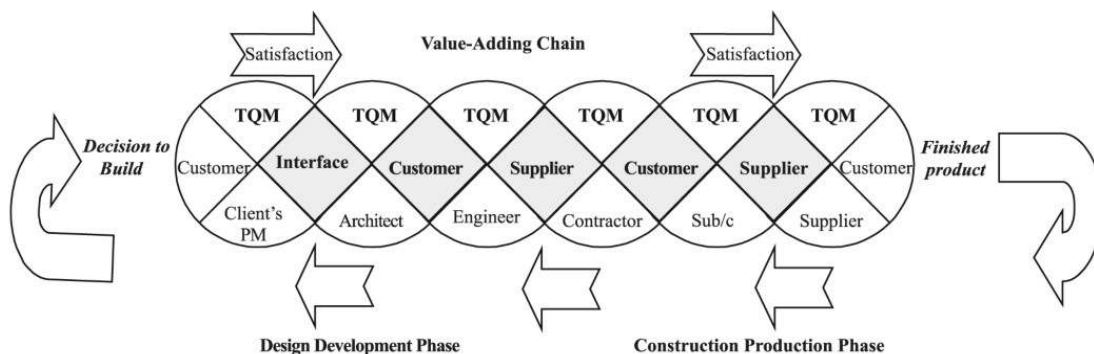 Value-Adding Chain
Satisfaction
Satisfaction
TQM
TQM
TQM
TQM
TQM
TQM
Decision to
Build
Customer
Interface
Customer
Supplier
Customer
Supplier
Customer
Finished
product
Client's
PM
Architect
Engineer
Contractor
Sub/c
Supplier
Design Development Phase
Construction Production Phase